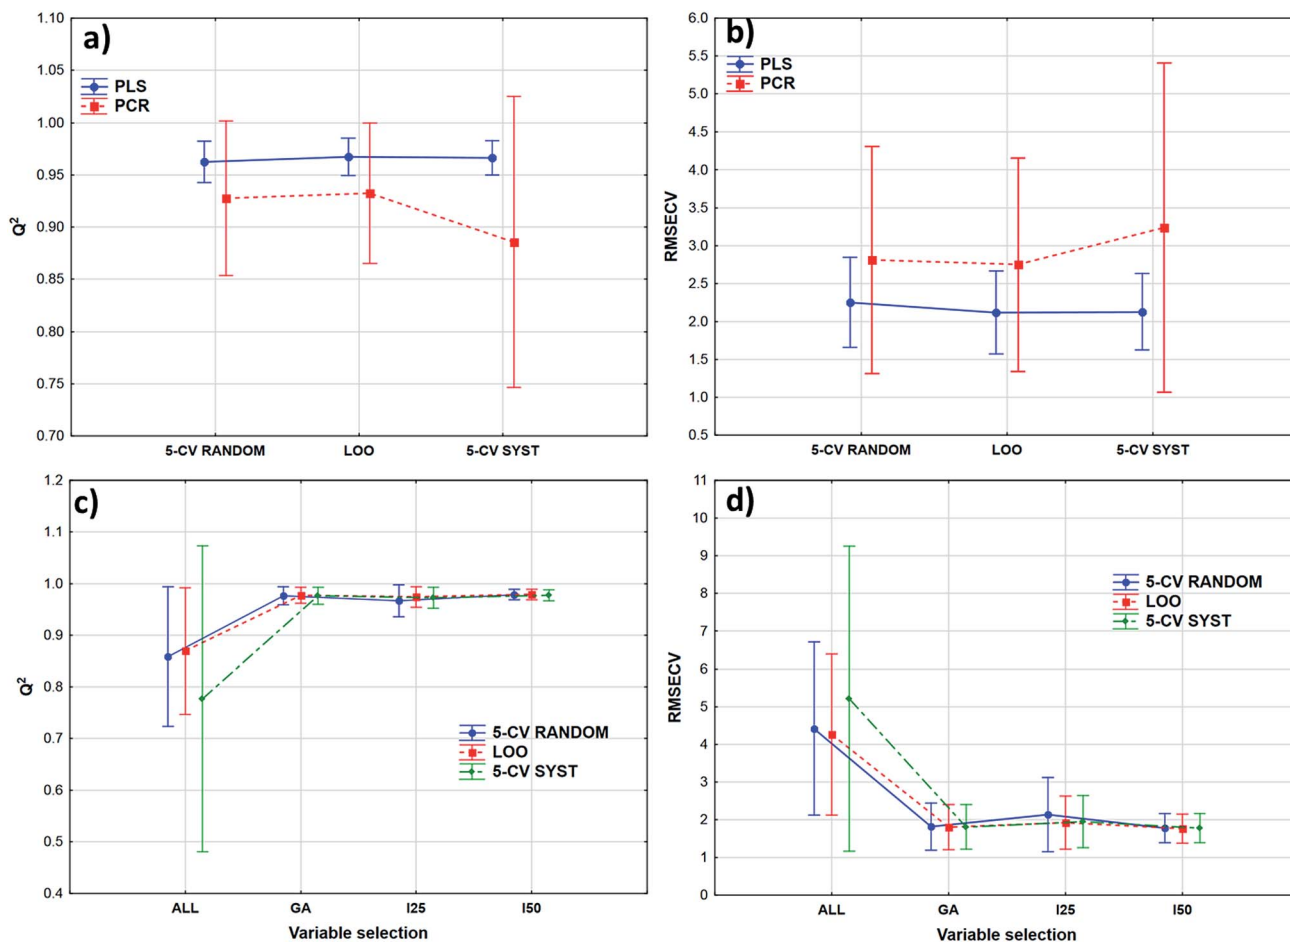 a)
1.10
1.05
1.00
0.95
0.90
0.85
0.80
0.75
0.70
Q2
PLS
PCR
5-CV RANDOM LOO 5-CV SYST
b)
6.0
5.5
5.0
4.5
4.0
3.5
3.0
2.5
2.0
1.5
1.0
0.5
RMSECV
PLS
PCR
5-CV RANDOM LOO 5-CV SYST
c)
1.2
1.1
1.0
0.9
0.8
0.7
0.6
0.5
0.4
Q2
5-CV RANDOM
LOO
5-CV SYST
ALL GA I25 I50
Variable selection
d)
11
10
9
8
7
6
5
4
3
2
1
0
RMSECV
5-CV RANDOM
LOO
5-CV SYST
ALL GA I25 I50
Variable selection